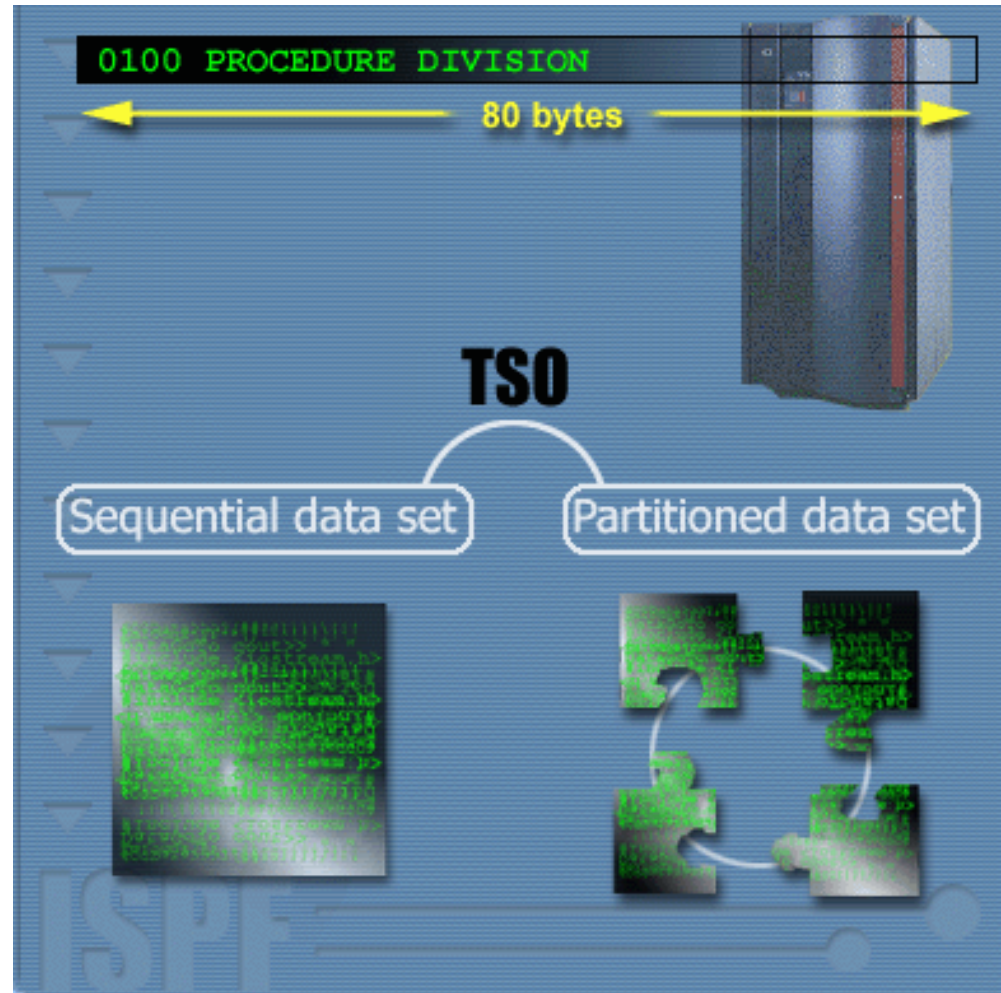 0100 PROCEDURE DIVISION
80 bytes
TSO
Sequential data set
Partitioned data set
ISPF